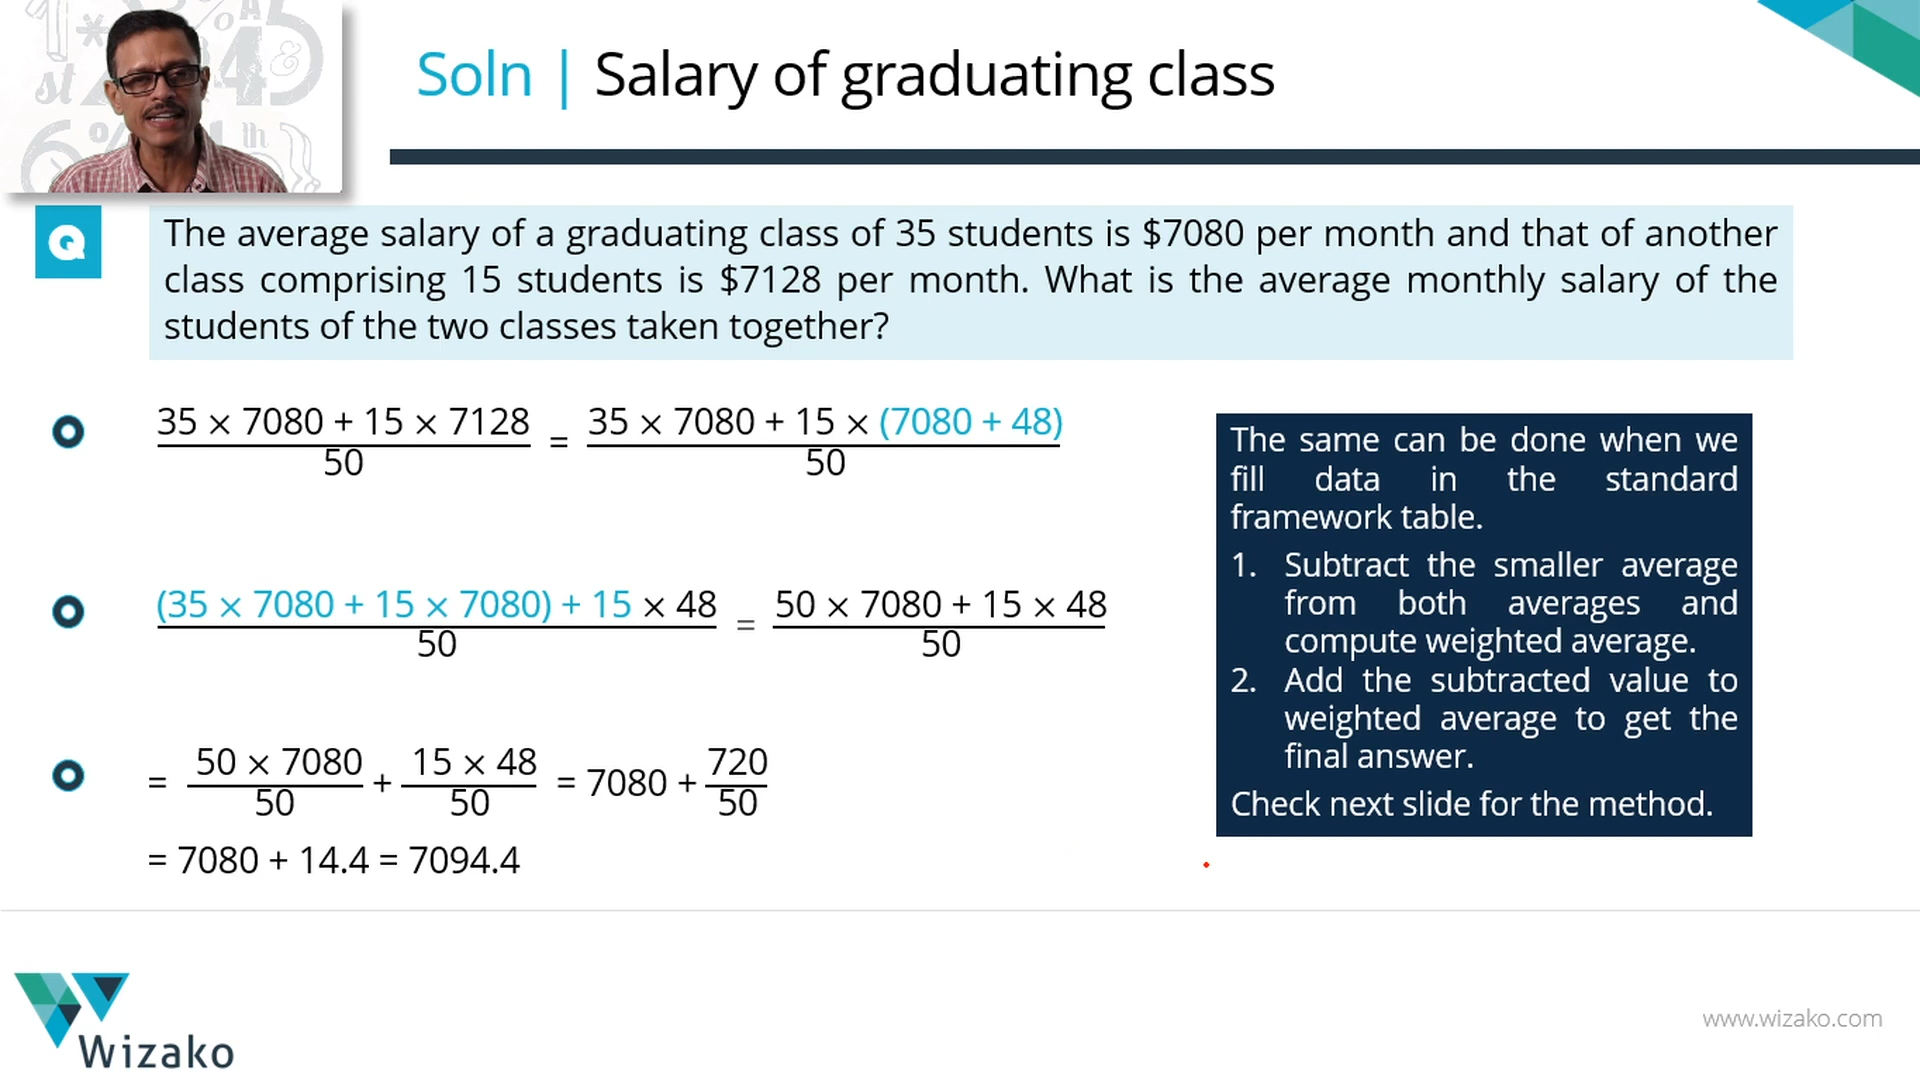 Soln | Salary of graduating class
Q
The average salary of a graduating class of 35 students is $7080 per month and that of another
class comprising 15 students is $7128 per month. What is the average monthly salary of the
students of the two classes taken together?
35 × 7080 + 15 × 7128 = 35 × 7080 + 15 × (7080 + 48)
50 50
(35 × 7080 + 15 × 7080) + 15 × 48 = 50 × 7080 + 15 × 48
50 50
= 50 × 7080 + 15 × 48 = 7080 + 720
50 50 50
= 7080 + 14.4 = 7094.4
The same can be done when we
fill data in the standard
framework table.
1. Subtract the smaller average
from both averages and
compute weighted average.
2. Add the subtracted value to
weighted average to get the
final answer.
Check next slide for the method.
Wizako
www.wizako.com